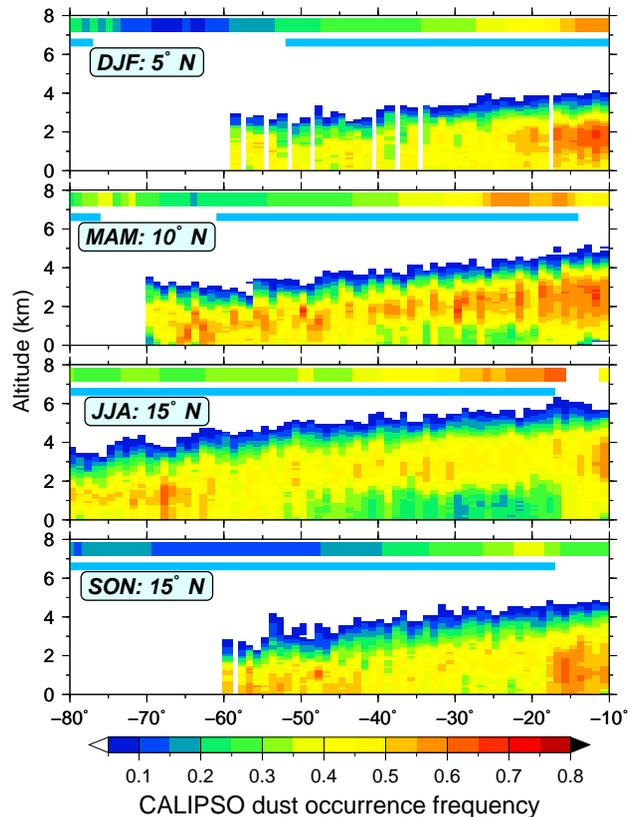 8
6
4
2
0
DJF: 5° N
8
6
4
2
0
MAM: 10° N
Altitude (km)
8
6
4
2
0
JJA: 15° N
8
6
4
2
0
SON: 15° N
−80° −70° −60° −50° −40° −30° −20° −10°
0.1 0.2 0.3 0.4 0.5 0.6 0.7 0.8
CALIPSO dust occurrence frequency